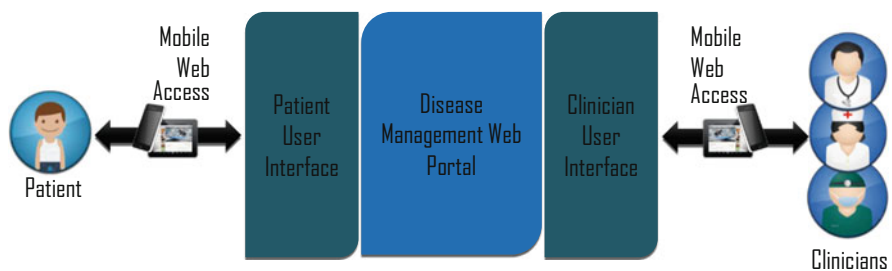 Mobile
Web
Access
Patient
Patient
User
Interface
Disease
Management Web
Portal
Clinician
User
Interface
Mobile
Web
Access
Clinicians